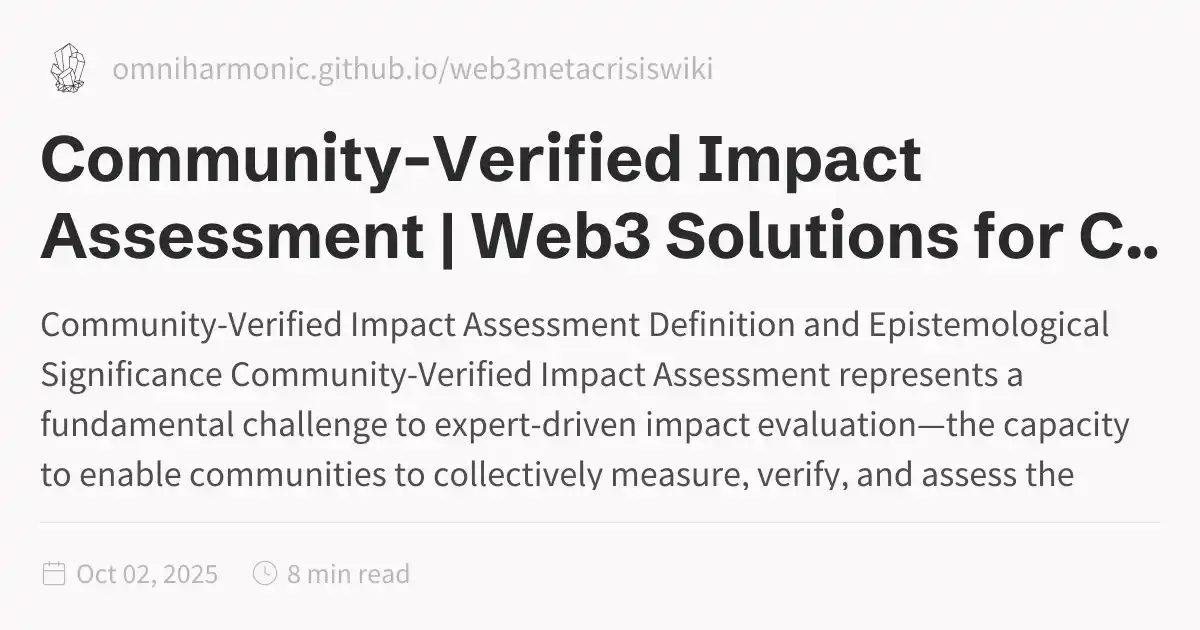 omniharmonic.github.io/web3metacrisiswiki
Community-Verified Impact
Assessment | Web3 Solutions for C..
Community-Verified Impact Assessment Definition and Epistemological
Significance Community-Verified Impact Assessment represents a
fundamental challenge to expert-driven impact evaluation—the capacity
to enable communities to collectively measure, verify, and assess the
Oct 02, 2025
8 min read